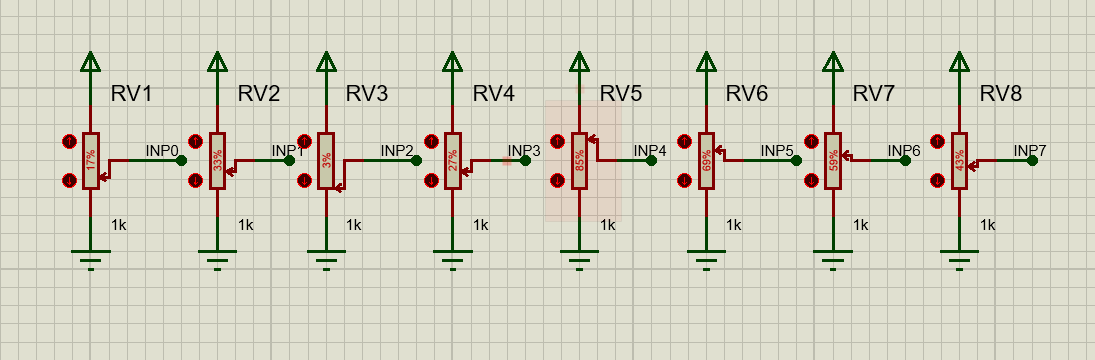 RV1 RV2 RV3 RV4 RV5 RV6 RV7 RV8
INP0 INP1 INP2 INP3 INP4 INP5 INP6 INP7
17% 33% 3% 27% 85% 69% 59% 43%
1k 1k 1k 1k 1k 1k 1k 1k